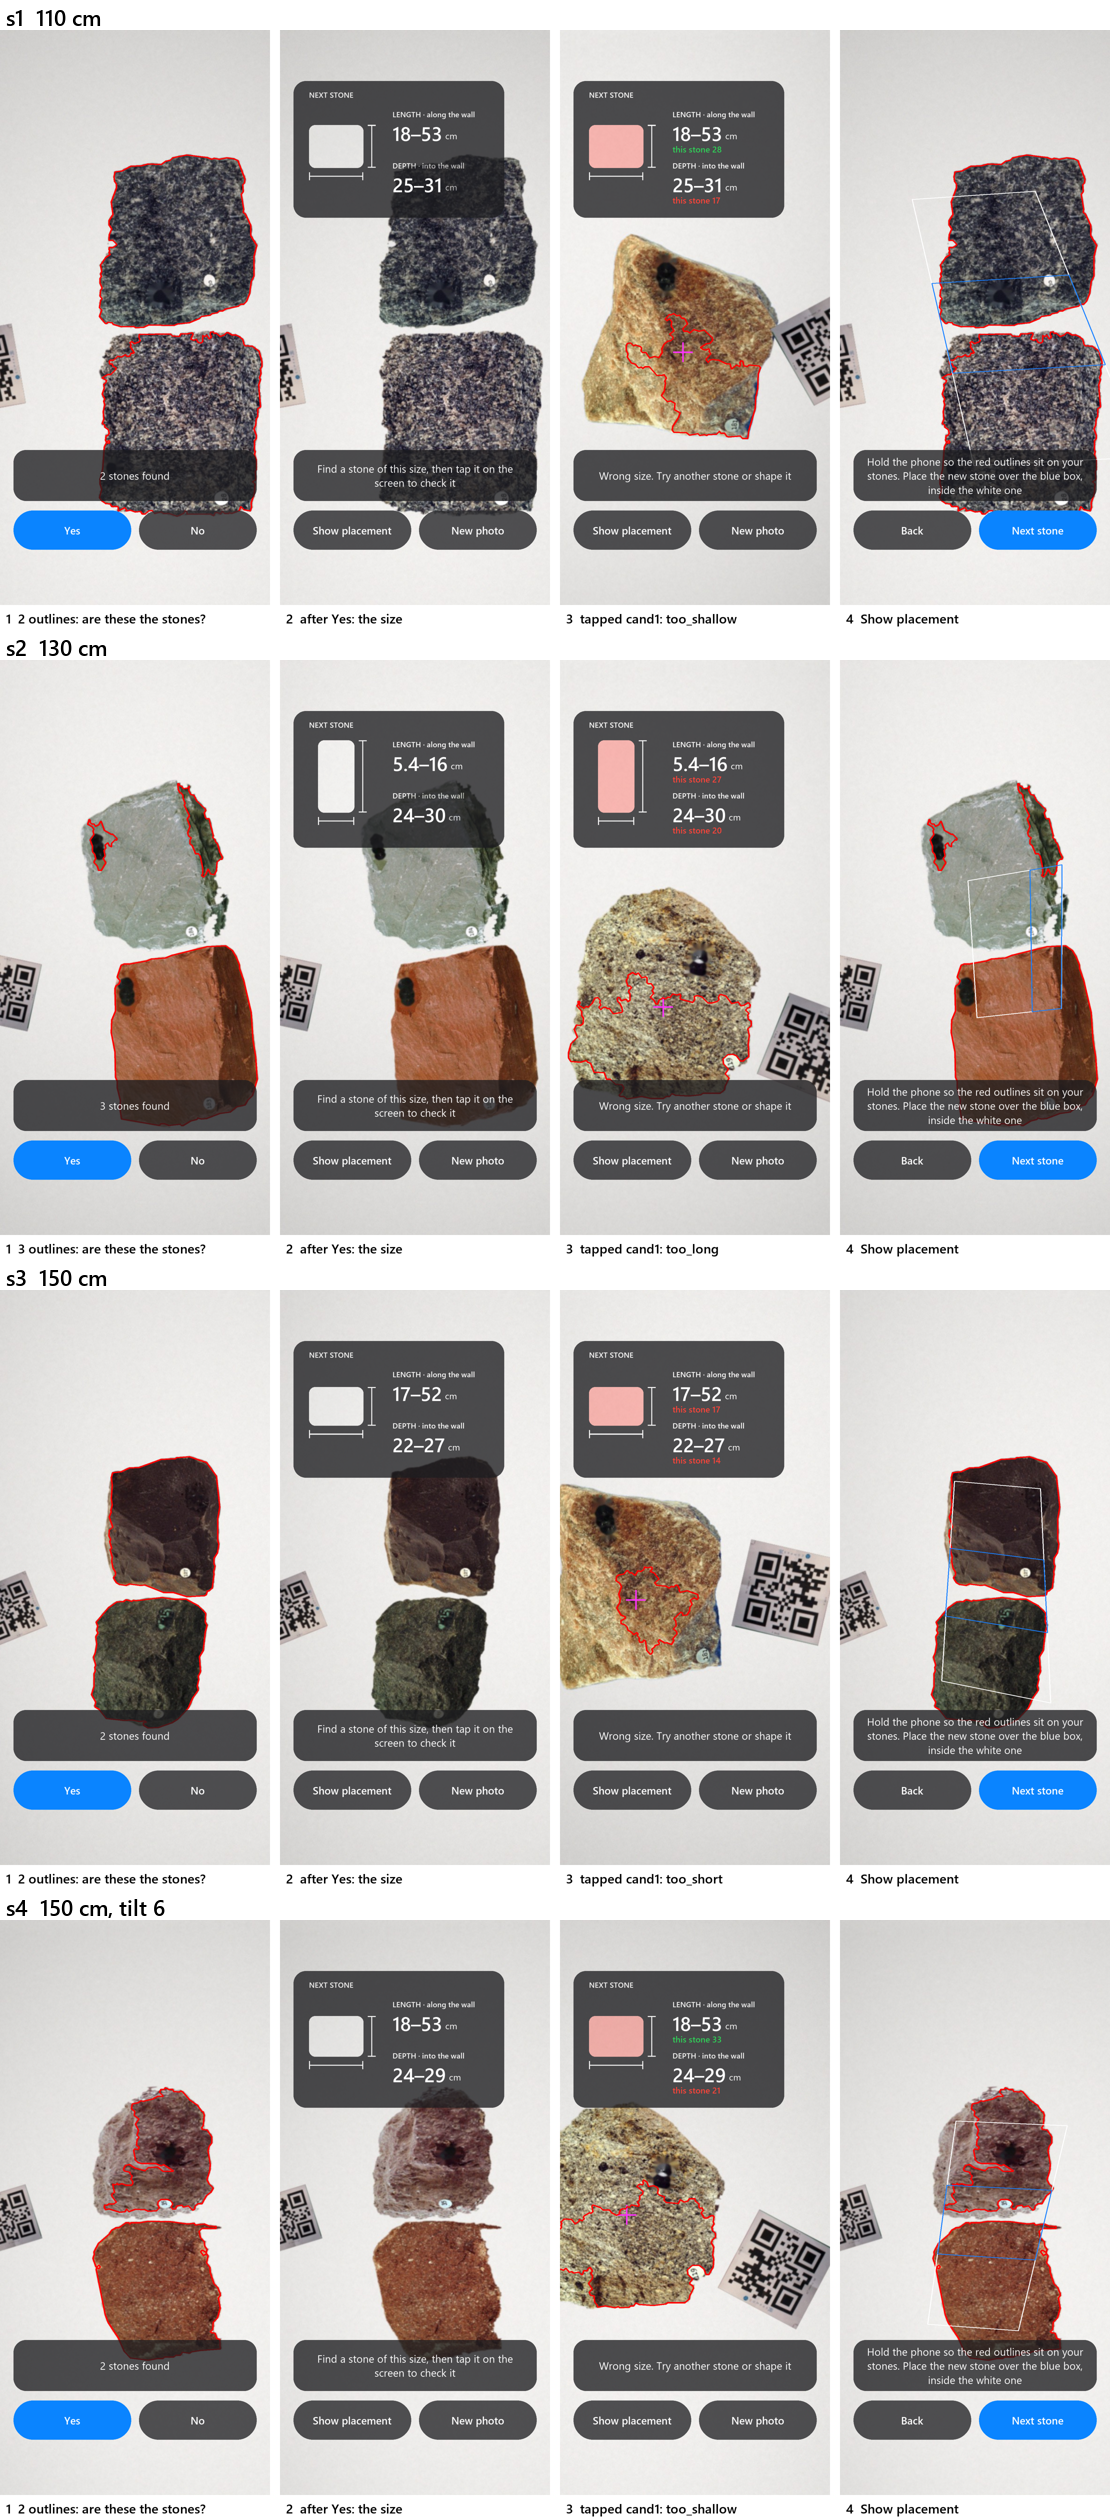 s1 110 cm
2 stones found
Yes
No
1 2 outlines: are these the stones?
NEXT STONE
LENGTH · along the wall
18–53 cm
DEPTH · into the wall
25–31 cm
Find a stone of this size, then tap it on the
screen to check it
Show placement
New photo
2 after Yes: the size
NEXT STONE
LENGTH · along the wall
18–53 cm
this stone 28
DEPTH · into the wall
25–31 cm
this stone 17
Wrong size. Try another stone or shape it
Show placement
New photo
3 tapped cand1: too_shallow
Hold the phone so the red outlines sit on your
stones. Place the new stone over the blue box,
inside the white one
Back
Next stone
4 Show placement
s2 130 cm
3 stones found
Yes
No
1 3 outlines: are these the stones?
NEXT STONE
LENGTH · along the wall
5.4–16 cm
DEPTH · into the wall
24–30 cm
Find a stone of this size, then tap it on the
screen to check it
Show placement
New photo
2 after Yes: the size
NEXT STONE
LENGTH · along the wall
5.4–16 cm
this stone 27
DEPTH · into the wall
24–30 cm
this stone 20
Wrong size. Try another stone or shape it
Show placement
New photo
3 tapped cand1: too_long
Hold the phone so the red outlines sit on your
stones. Place the new stone over the blue box,
inside the white one
Back
Next stone
4 Show placement
s3 150 cm
2 stones found
Yes
No
1 2 outlines: are these the stones?
NEXT STONE
LENGTH · along the wall
17–52 cm
DEPTH · into the wall
22–27 cm
Find a stone of this size, then tap it on the
screen to check it
Show placement
New photo
2 after Yes: the size
NEXT STONE
LENGTH · along the wall
17–52 cm
this stone 17
DEPTH · into the wall
22–27 cm
this stone 14
Wrong size. Try another stone or shape it
Show placement
New photo
3 tapped cand1: too_short
Hold the phone so the red outlines sit on your
stones. Place the new stone over the blue box,
inside the white one
Back
Next stone
4 Show placement
s4 150 cm, tilt 6
2 stones found
Yes
No
1 2 outlines: are these the stones?
NEXT STONE
LENGTH · along the wall
18–53 cm
DEPTH · into the wall
24–29 cm
Find a stone of this size, then tap it on the
screen to check it
Show placement
New photo
2 after Yes: the size
NEXT STONE
LENGTH · along the wall
18–53 cm
this stone 33
DEPTH · into the wall
24–29 cm
this stone 21
Wrong size. Try another stone or shape it
Show placement
New photo
3 tapped cand1: too_shallow
Hold the phone so the red outlines sit on your
stones. Place the new stone over the blue box,
inside the white one
Back
Next stone
4 Show placement